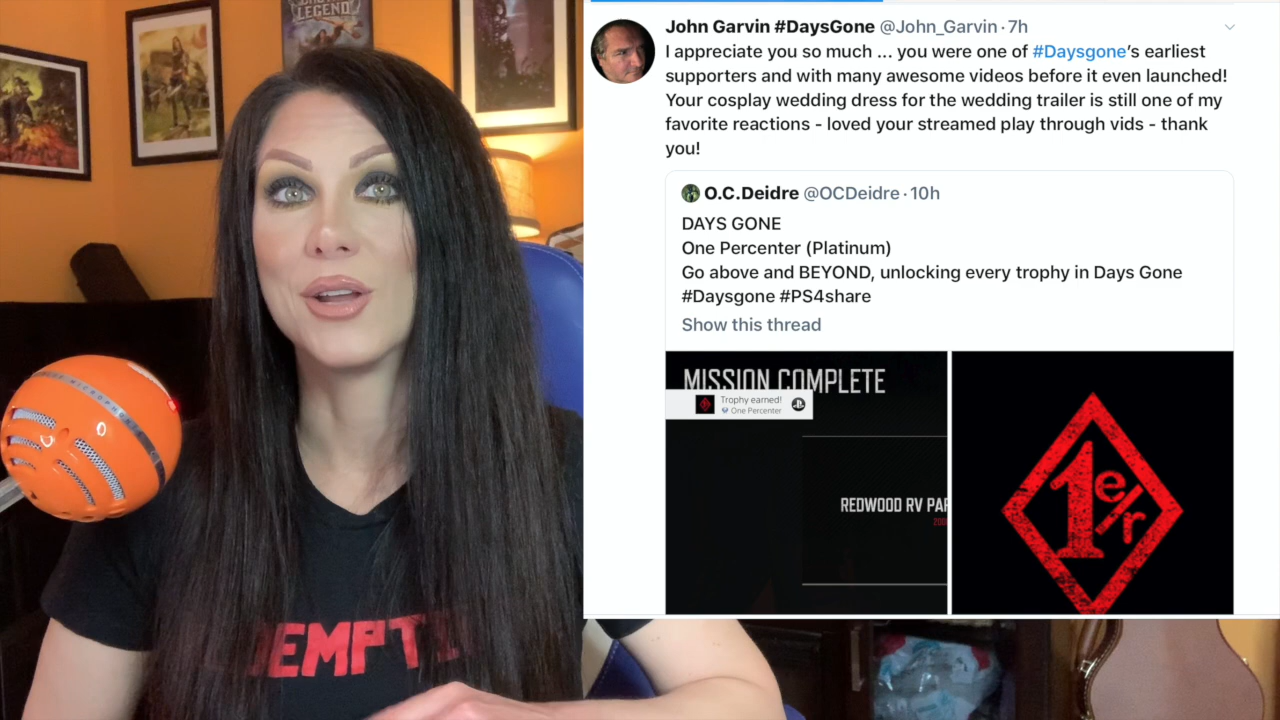 LEGEND
EMPT
John Garvin #DaysGone @John_Garvin · 7h
I appreciate you so much ... you were one of #Daysgone's earliest
supporters and with many awesome videos before it even launched!
Your cosplay wedding dress for the wedding trailer is still one of my
favorite reactions - loved your streamed play through vids - thank
you!
O.C.Deidre @OCDeidre · 10h
DAYS GONE
One Percenter (Platinum)
Go above and BEYOND, unlocking every trophy in Days Gone
#Daysgone #PS4share
Show this thread
MISSION COMPLETE
Trophy earned!
One Percenter
REDWOOD RV PAR
1 e/r